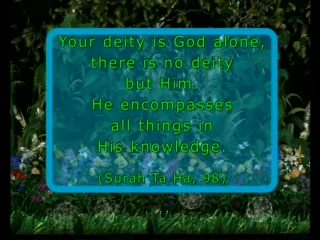 Your deity is God alone,
there is no deity
but Him.
He encompasses
all things in
His knowledge.
(Surah Ta Ha, 98)